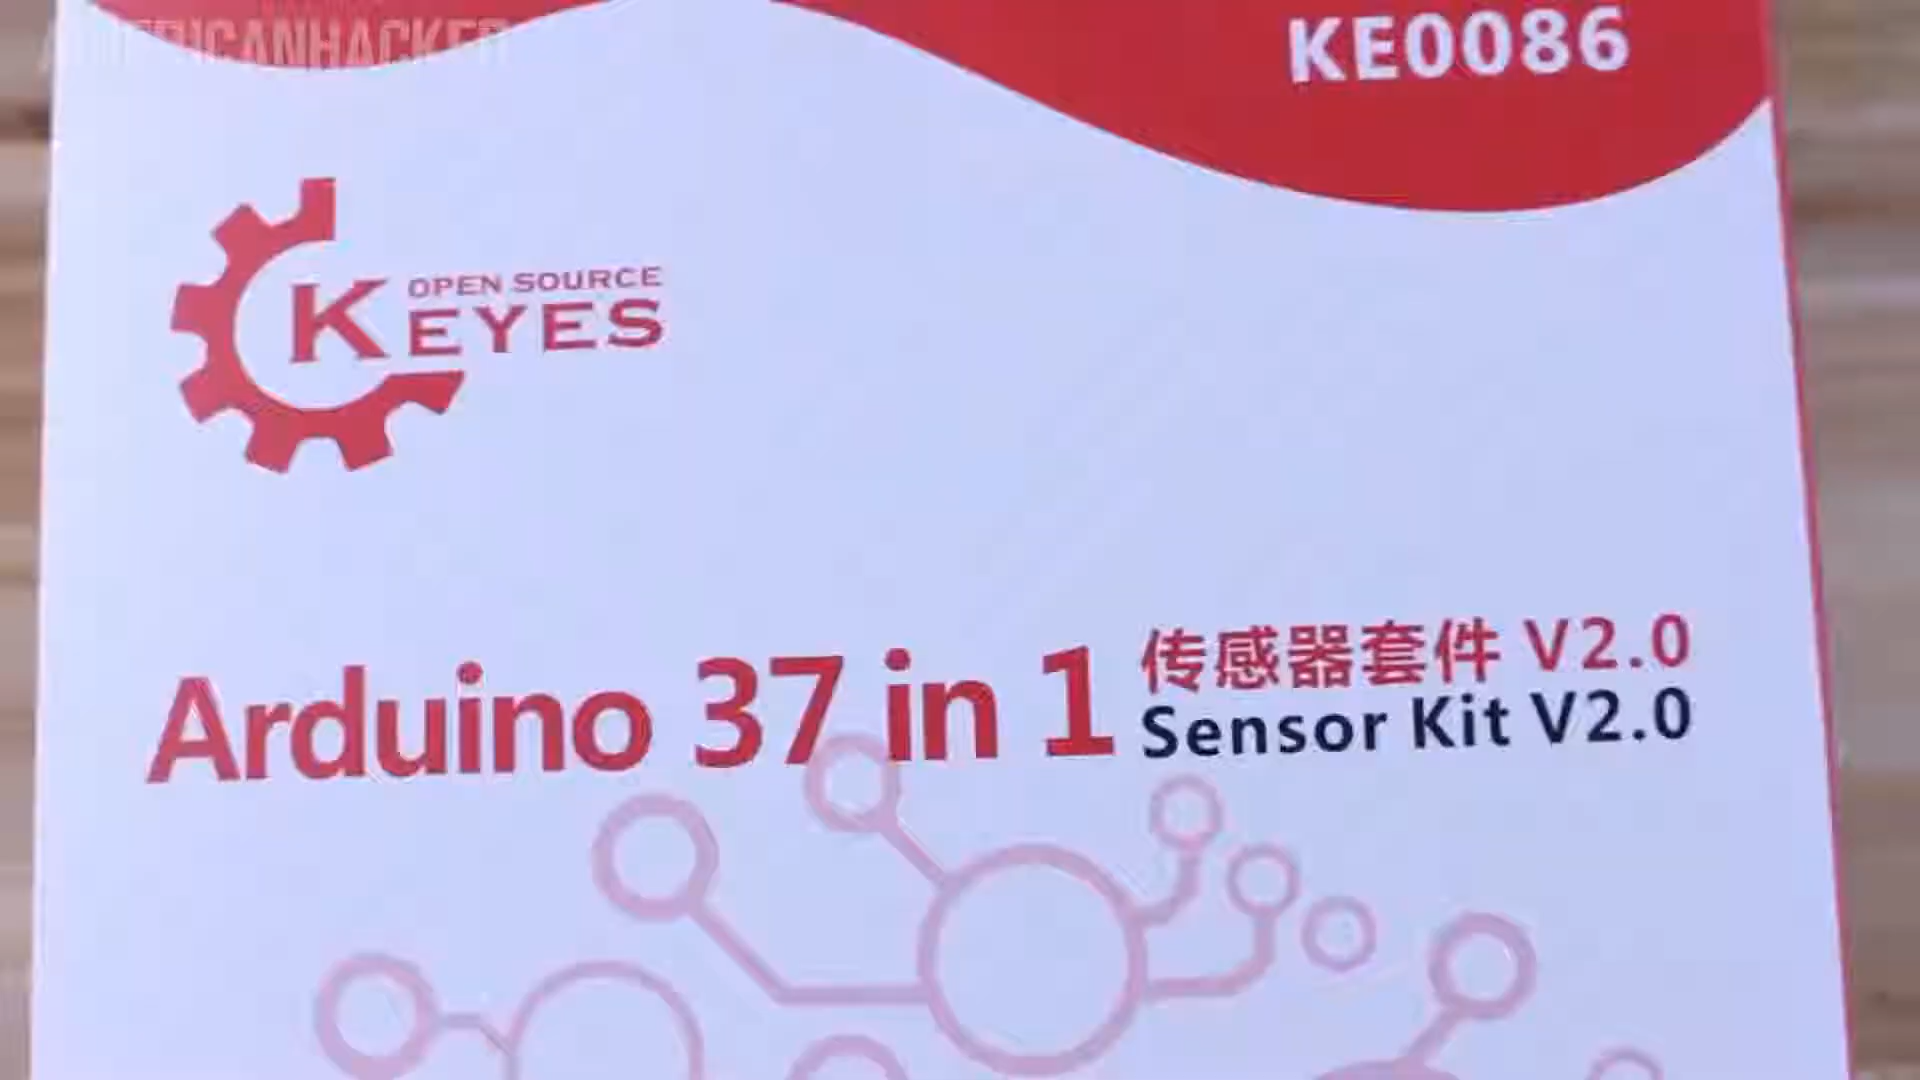 AMERICANHACKER
KE0086
OPEN SOURCE
KEYES
Arduino 37 in 1 传感器套件 V2.0
Sensor Kit V2.0